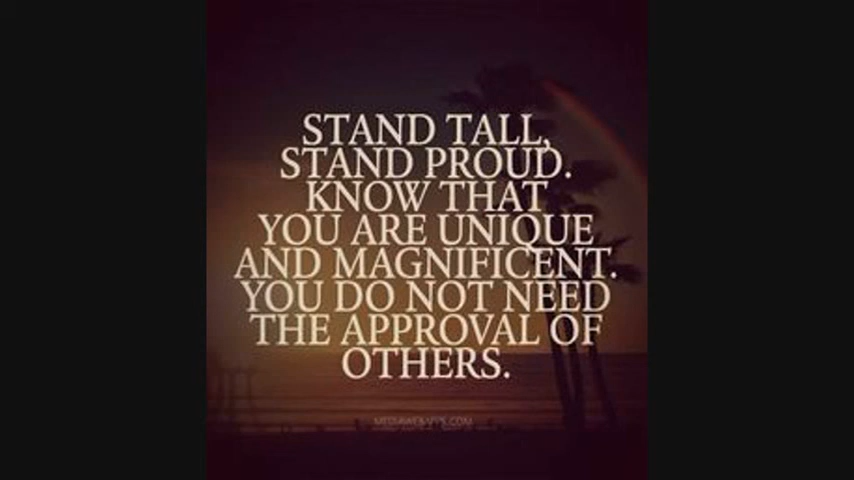 STAND TALL,
STAND PROUD.
KNOW THAT
YOU ARE UNIQUE
AND MAGNIFICENT.
YOU DO NOT NEED
THE APPROVAL OF
OTHERS.